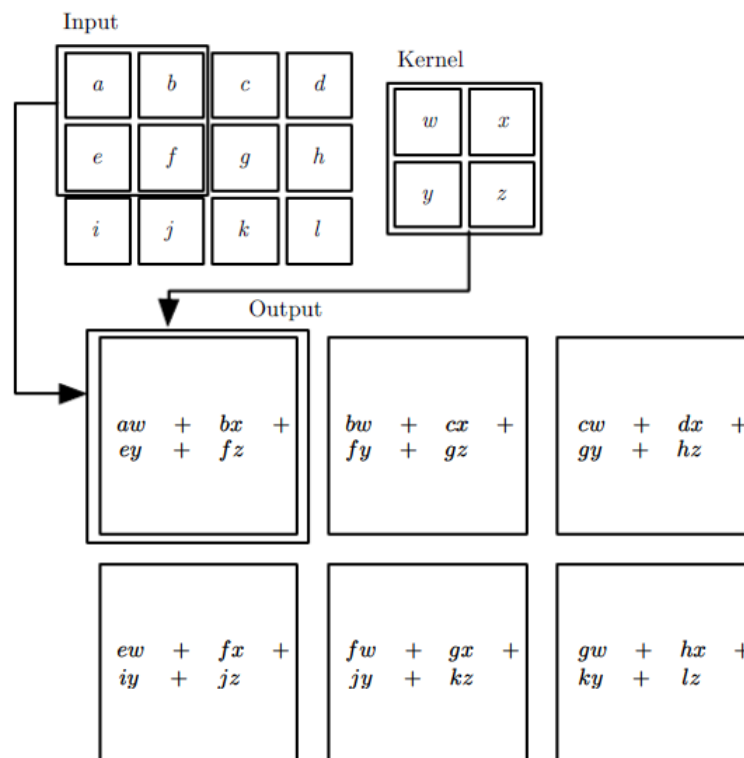 Input
a b c d
Kernel
w x
e f g h
y z
i j k l
Output
aw + bx + bw + cx + cw + dx +
ey + fz fy + gz gy + hz
ew + fx + fw + gx + gw + hx +
iy + jz jy + kz ky + lz